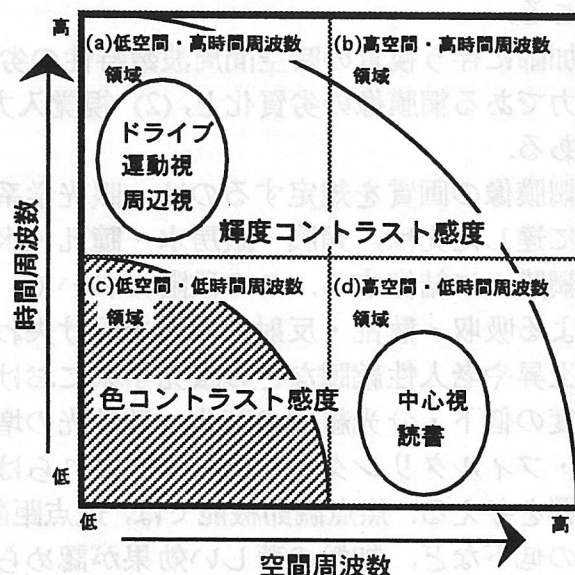 高
(a)低空間・高時間周波数
領域
(b)高空間・高時間周波数
領域
ドライブ
運動視
周辺視
輝度コントラスト感度
時間周波数
(c)低空間・低時間周波数
領域
(d)高空間・低時間周波数
領域
色コントラスト感度
中心視
読書
低
低
高
空間周波数